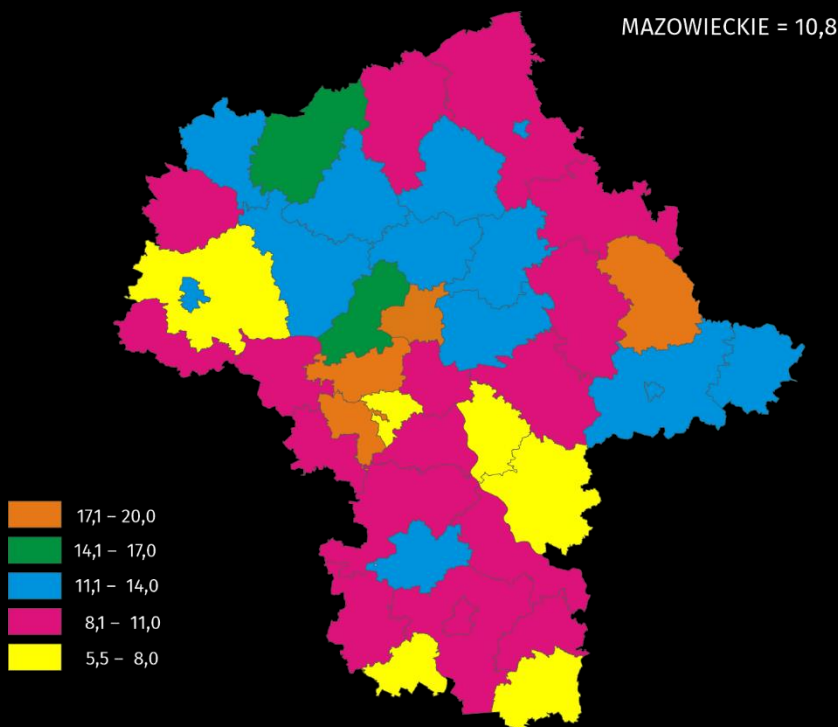 MAZOWIECKIE = 10,8
17,1 – 20,0
14,1 – 17,0
11,1 – 14,0
8,1 – 11,0
5,5 – 8,0